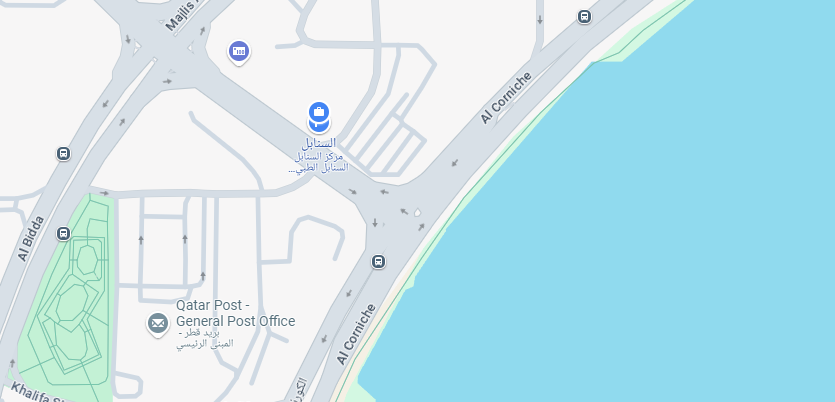 Majlis
Al Corniche
السنابل
مركز السنابل
السنابل الطبي...
Al Bidda
Qatar Post -
General Post Office
بريد قطر -
المبنى الرئيسي
Al Corniche
Khalifa